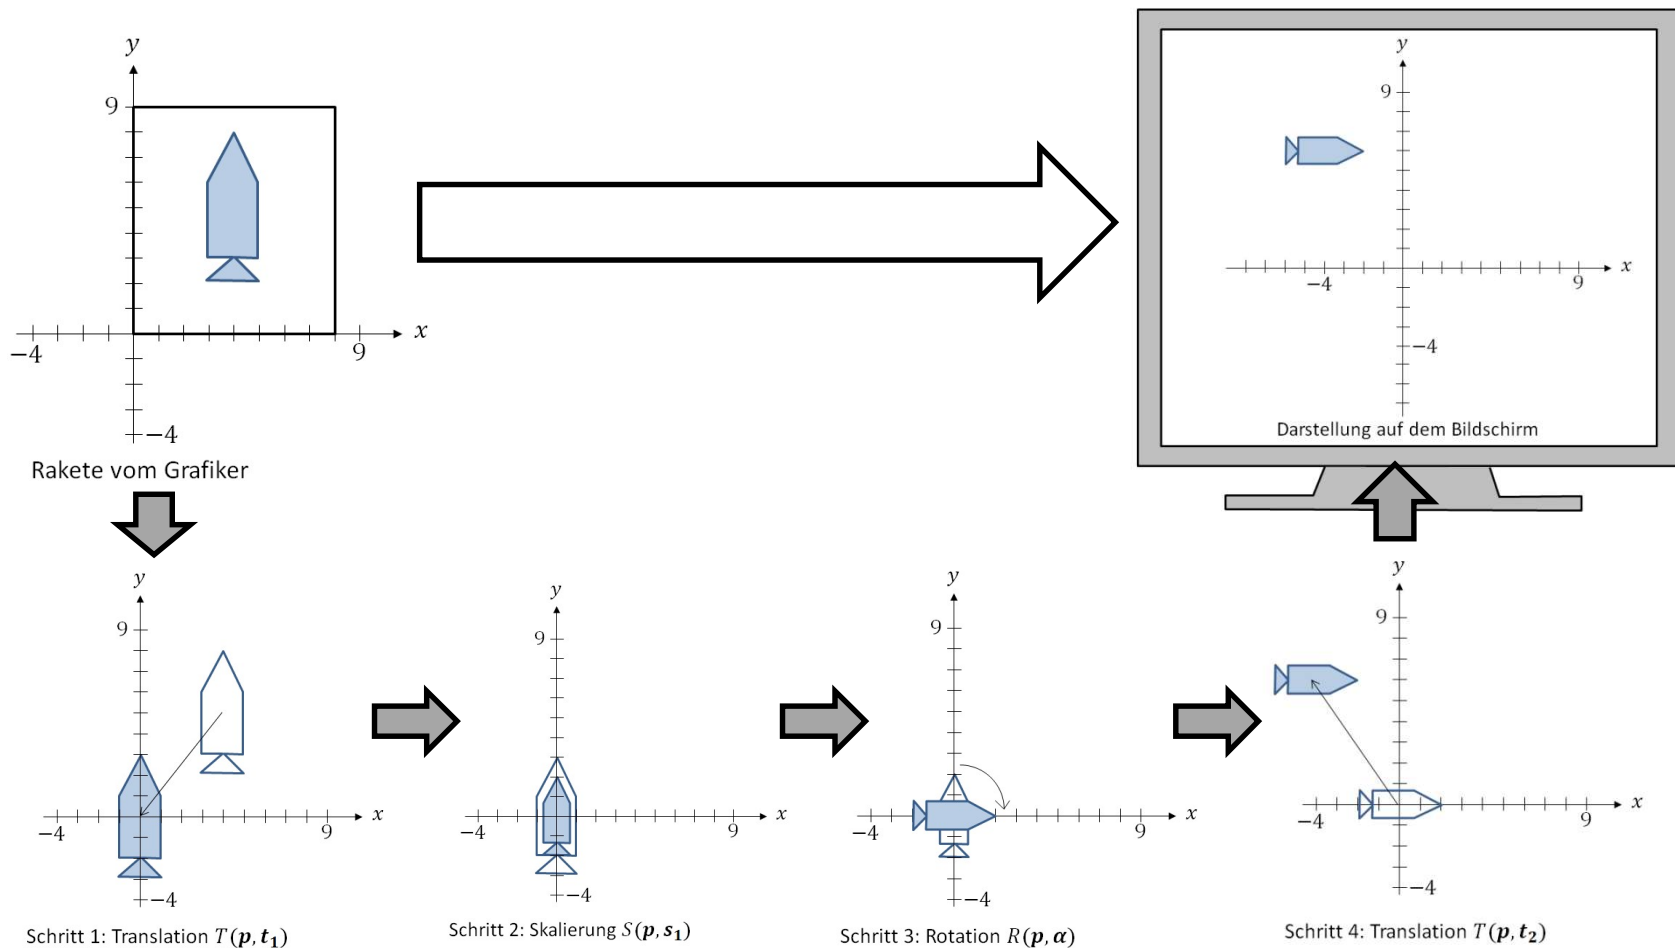 y
9
x
−4
9
−4
Rakete vom Grafiker
y
9
x
−4
9
−4
Darstellung auf dem Bildschirm
y
9
x
−4
9
−4
Schritt 1: Translation T(p, t₁)
y
9
x
−4
9
−4
Schritt 2: Skalierung S(p, s₁)
y
9
x
−4
9
−4
Schritt 3: Rotation R(p, α)
y
9
x
−4
9
−4
Schritt 4: Translation T(p, t₂)